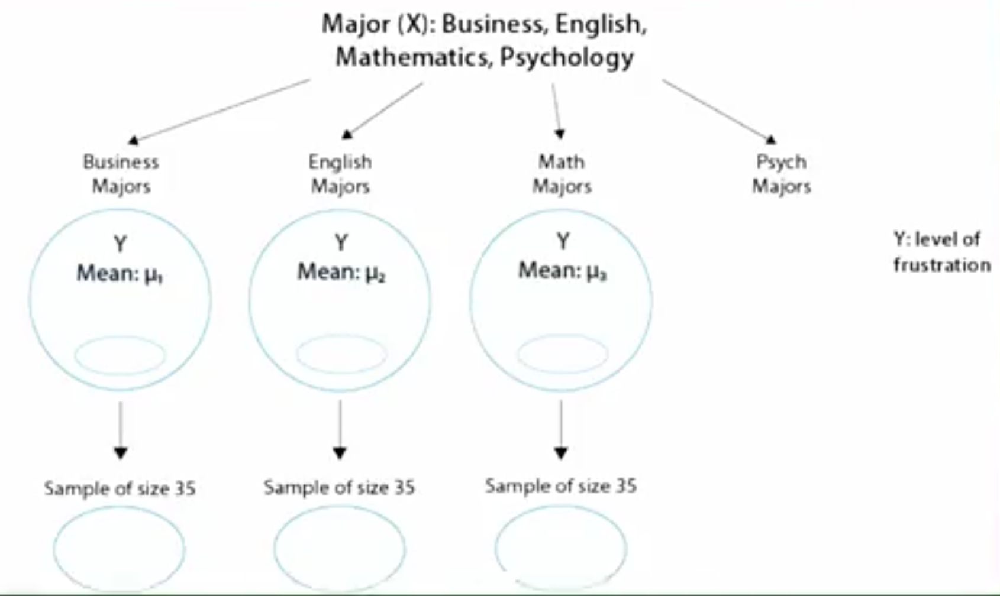 Major (X): Business, English,
Mathematics, Psychology
Business
Majors
English
Majors
Math
Majors
Psych
Majors
Y
Mean: μ₁
Y
Mean: μ₂
Y
Mean: μ₃
Y: level of
frustration
Sample of size 35
Sample of size 35
Sample of size 35